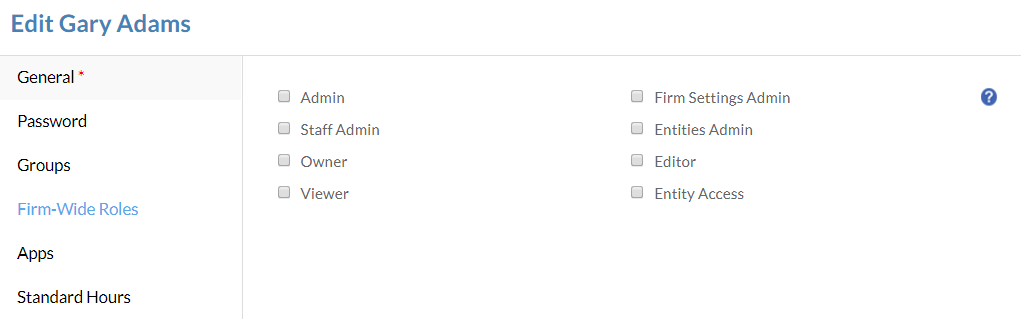 Edit Gary Adams
General *
Password
Groups
Firm-Wide Roles
Apps
Standard Hours
Admin
Staff Admin
Owner
Viewer
Firm Settings Admin
Entities Admin
Editor
Entity Access
?